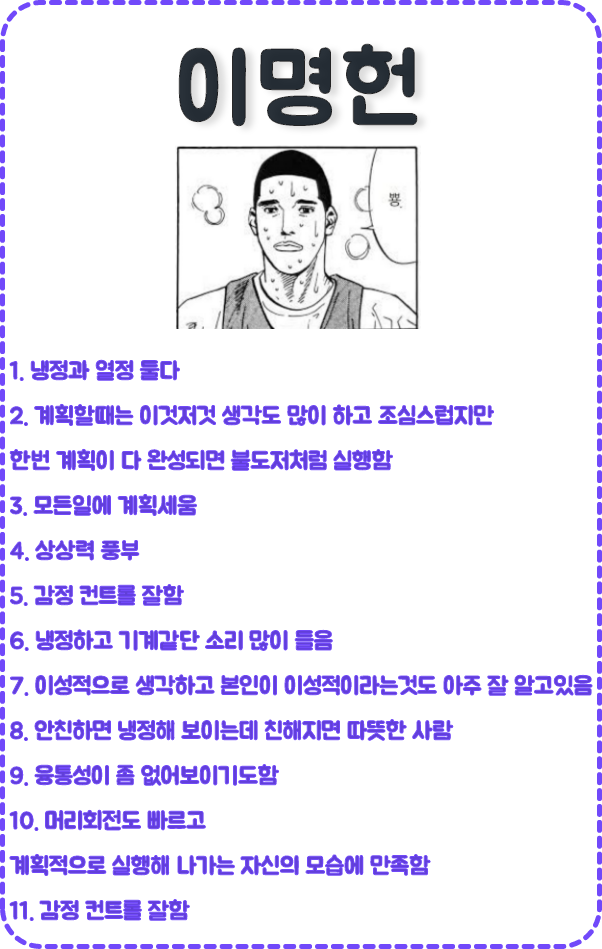 이명헌
뿅.
1. 냉정과 열정 둘다
2. 계획할때는 이것저것 생각도 많이 하고 조심스럽지만
한번 계획이 다 완성되면 불도저처럼 실행함
3. 모든일에 계획세움
4. 상상력 풍부
5. 감정 컨트롤 잘함
6. 냉정하고 기계같단 소리 많이 들음
7. 이성적으로 생각하고 본인이 이성적이라는것도 아주 잘 알고있음
8. 안친하면 냉정해 보이는데 친해지면 따뜻한 사람
9. 융통성이 좀 없어보이기도함
10. 머리회전도 빠르고
계획적으로 실행해 나가는 자신의 모습에 만족함
11. 감정 컨트롤 잘함